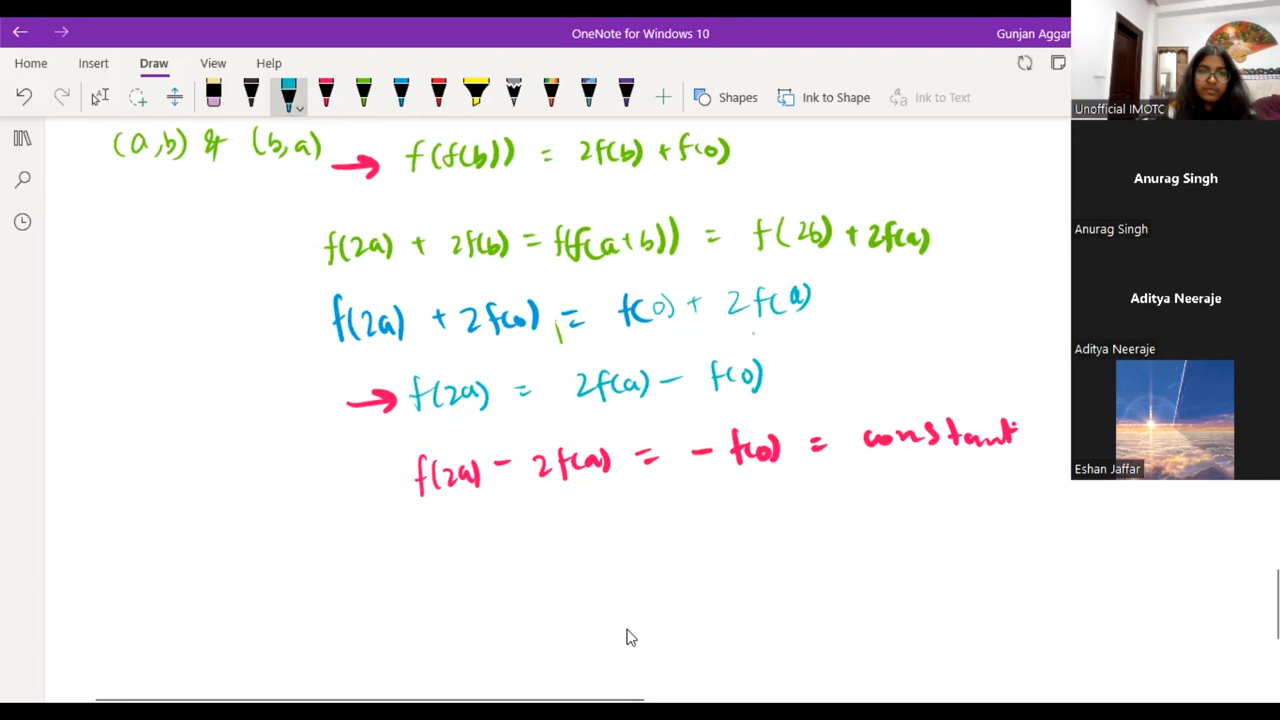 OneNote for Windows 10
Gunjan Aggar
Home Insert Draw View Help
Shapes Ink to Shape Ink to Text
Unofficial IMOTC
Anurag Singh
Anurag Singh
Aditya Neeraje
Aditya Neeraje
Eshan Jaffar
(a,b) & (b,a) → f(f(b)) = 2f(b) + f(0)
f(2a) + 2f(b) = f(f(a+b)) = f(2b) + 2f(a)
f(2a) + 2f(0) = f(0) + 2f(a)
→ f(2a) = 2f(a) - f(0)
f(2a) - 2f(a) = - f(0) = constant